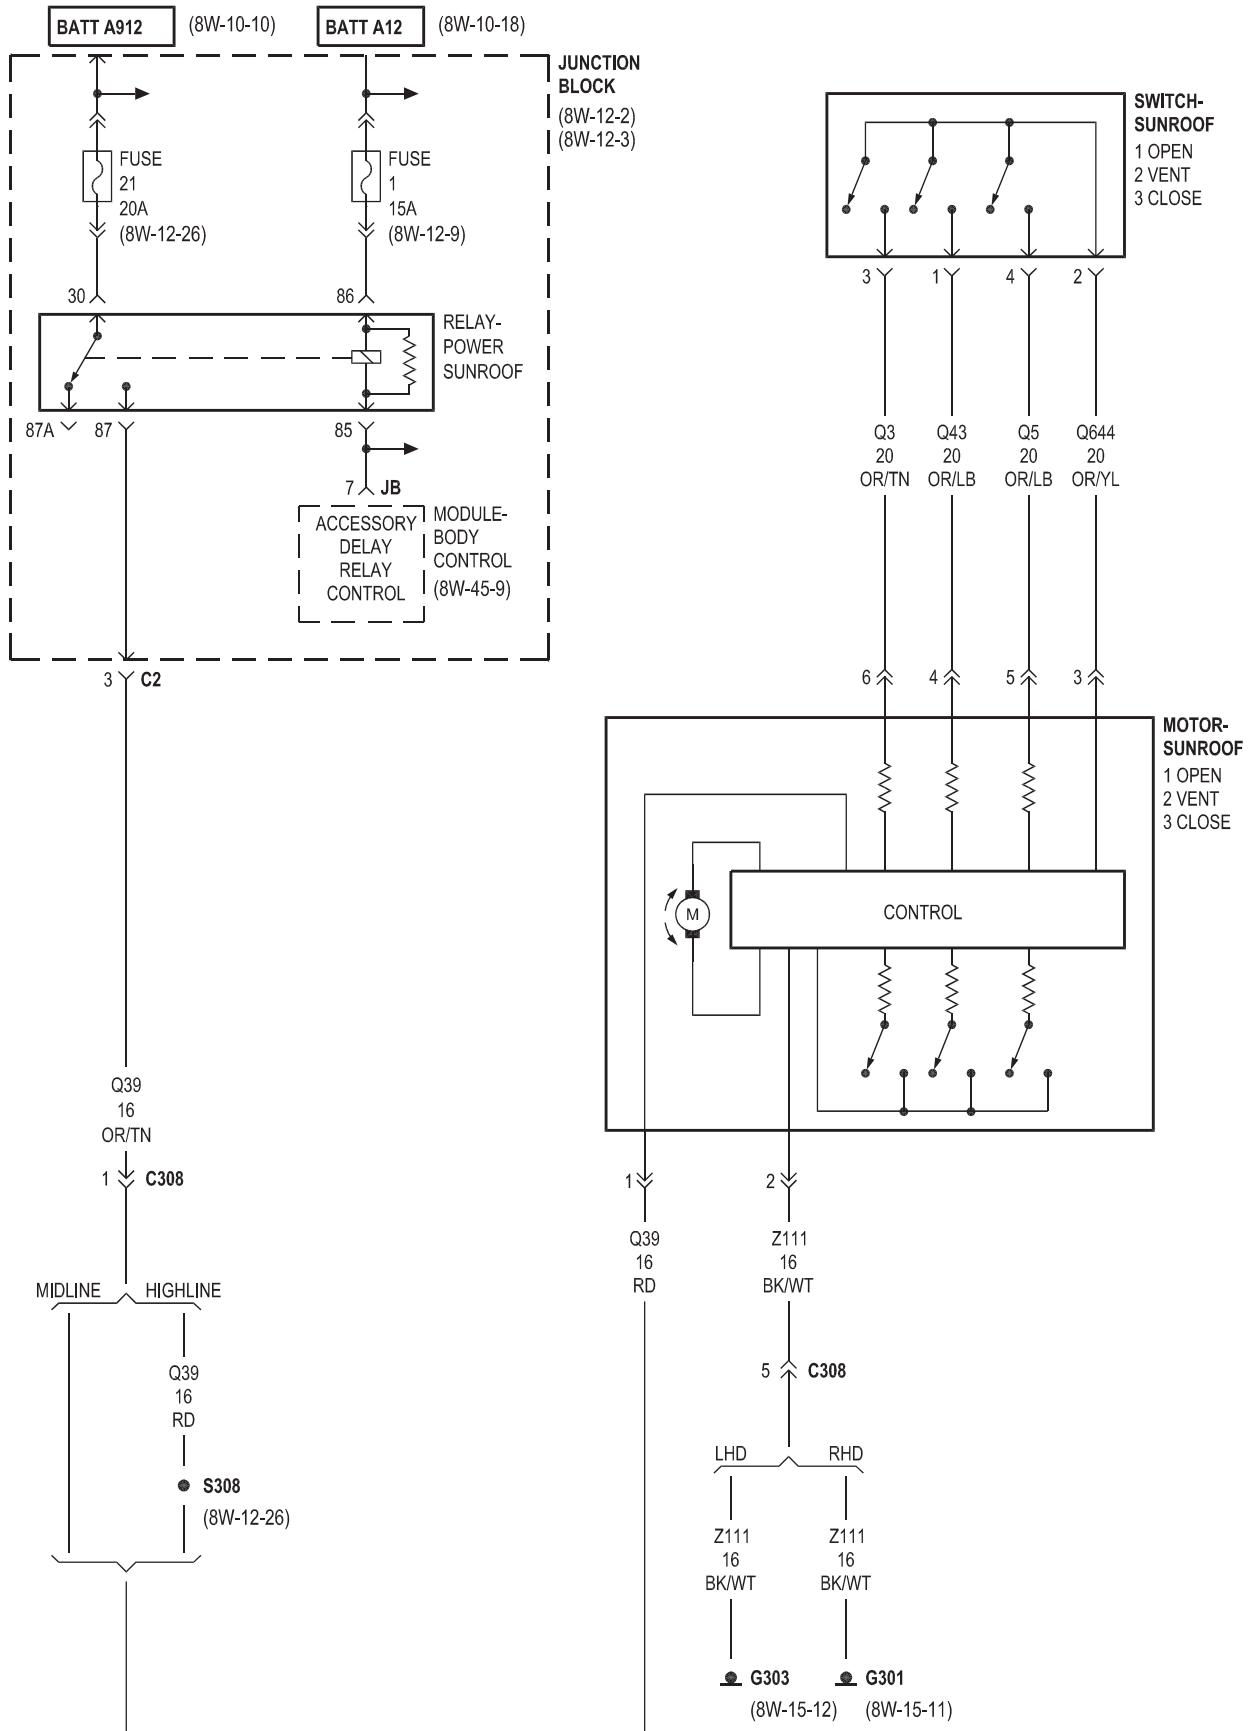 BATT A912
(8W-10-10)
BATT A12
(8W-10-18)
JUNCTION
BLOCK
(8W-12-2)
(8W-12-3)
FUSE
21
20A
(8W-12-26)
FUSE
1
15A
(8W-12-9)
30
86
RELAY-
POWER
SUNROOF
87A
87
85
7
JB
ACCESSORY
DELAY
RELAY
CONTROL
MODULE-
BODY
CONTROL
(8W-45-9)
3
C2
Q39
16
OR/TN
1
C308
MIDLINE
HIGHLINE
Q39
16
RD
S308
(8W-12-26)
SWITCH-
SUNROOF
1 OPEN
2 VENT
3 CLOSE
3
1
4
2
Q3
20
OR/TN
Q43
20
OR/LB
Q5
20
OR/LB
Q644
20
OR/YL
6
4
5
3
MOTOR-
SUNROOF
1 OPEN
2 VENT
3 CLOSE
M
CONTROL
1
2
Q39
16
RD
Z111
16
BK/WT
5
C308
LHD
RHD
Z111
16
BK/WT
Z111
16
BK/WT
G303
(8W-15-12)
G301
(8W-15-11)